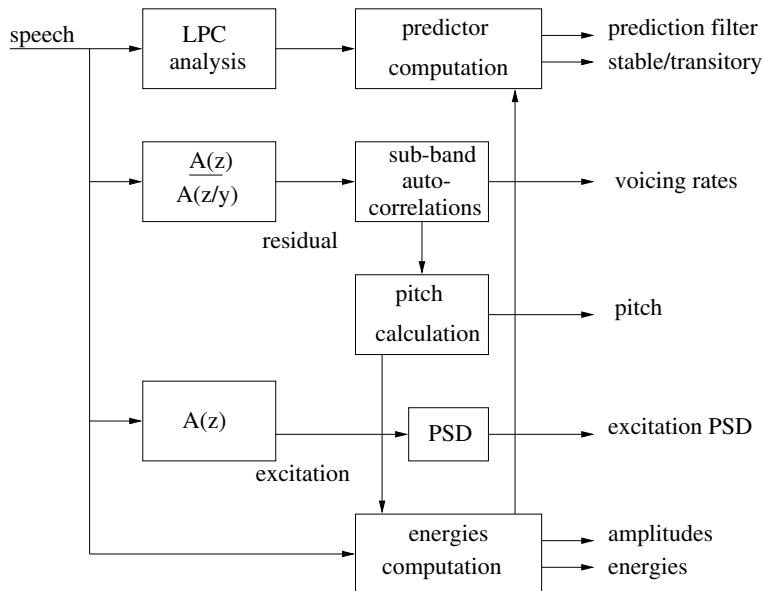 speech
LPC
analysis
predictor
computation
prediction filter
stable/transitory
A(z)
A(z/y)
residual
sub-band
auto-
correlations
voicing rates
pitch
calculation
pitch
A(z)
excitation
PSD
excitation PSD
energies
computation
amplitudes
energies